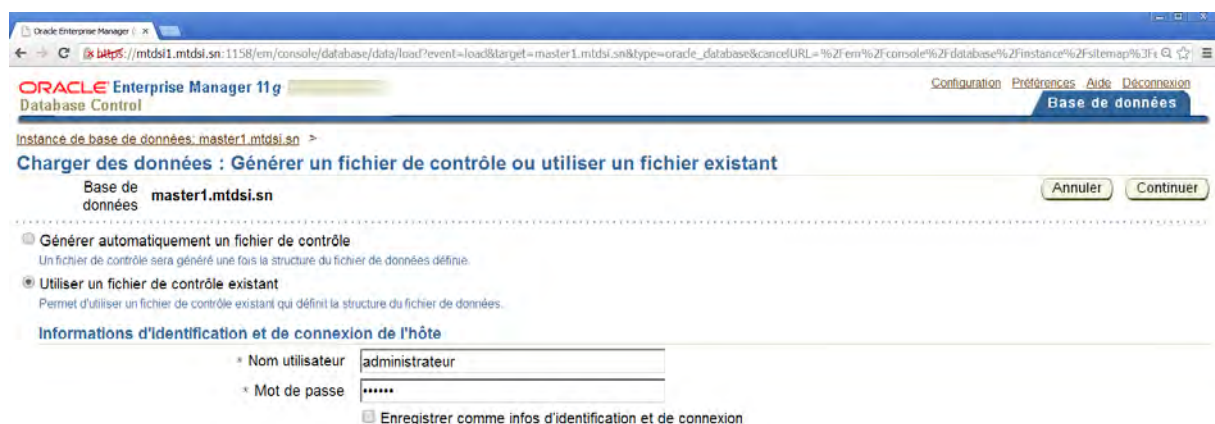 Oracle Enterprise Manager (
https://mtdsi1.mtdsi.sn:1158/em/console/database/data/load?event=load&target=master1.mtdsi.sn&type=oracle_database&cancelURL=%2Fem%2Fconsole%2Fdatabase%2Finstance%2Fsitemap%3Fe
ORACLE Enterprise Manager 11g
Database Control
Configuration Préférences Aide Déconnexion
Base de données
Instance de base de données: master1.mtdsi.sn >
Charger des données : Générer un fichier de contrôle ou utiliser un fichier existant
Base de données master1.mtdsi.sn
Annuler Continuer
Générer automatiquement un fichier de contrôle
Un fichier de contrôle sera généré une fois la structure du fichier de données définie.
Utiliser un fichier de contrôle existant
Permet d'utiliser un fichier de contrôle existant qui définit la structure du fichier de données.
Informations d'identification et de connexion de l'hôte
* Nom utilisateur administrateur
* Mot de passe ••••••
Enregistrer comme infos d'identification et de connexion